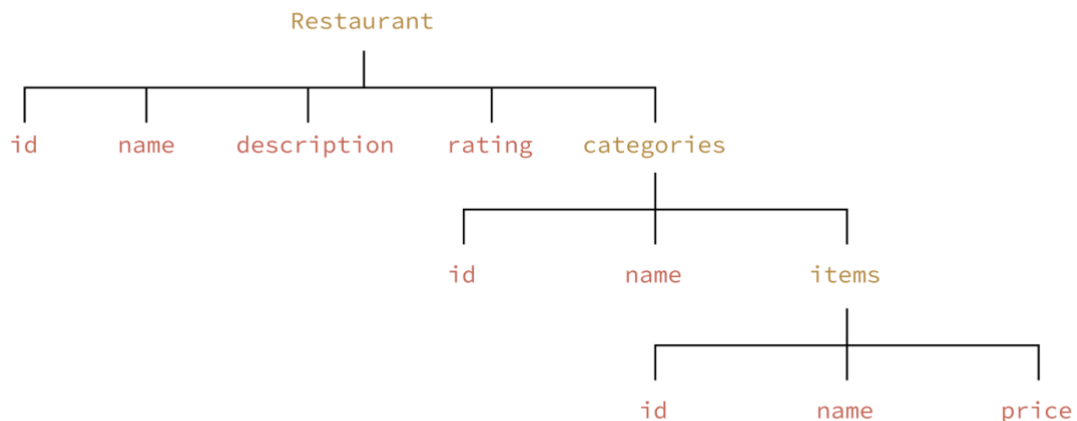 Restaurant
id name description rating categories
id name items
id name price